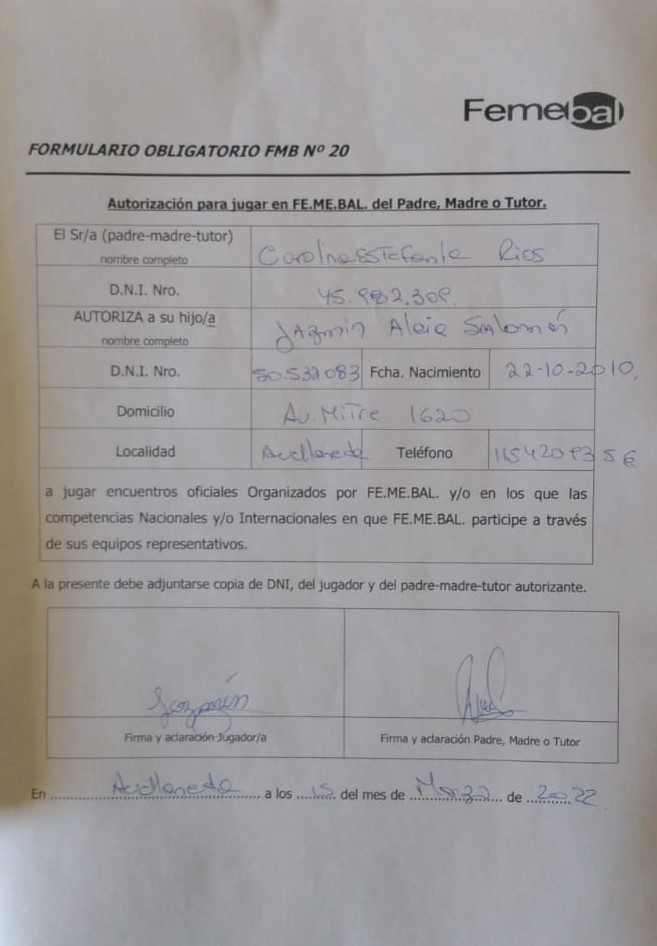 Femebal
FORMULARIO OBLIGATORIO FMB Nº 20
Autorización para jugar en FE.ME.BAL. del Padre, Madre o Tutor.
El Sr/a (padre-madre-tutor)
nombre completo
Carolina Estefania Rios
D.N.I. Nro.
45.982.309
AUTORIZA a su hijo/a
nombre completo
Jazmin Salomón
D.N.I. Nro. 50.532.083 Fcha. Nacimiento 22-10-2010,
Domicilio Av. Mitre 1620
Localidad Avellaneda Teléfono
a jugar encuentros oficiales Organizados por FE.ME.BAL. y/o en los que las
competencias Nacionales y/o Internacionales en que FE.ME.BAL. participe a través
de sus equipos representativos.
A la presente debe adjuntarse copia de DNI, del jugador y del padre-madre-tutor autorizante.
Jazmín
Firma y aclaración Jugador/a
Firma y aclaración Padre, Madre o Tutor
En Avellaneda a los 15 del mes de Marzo de 2022